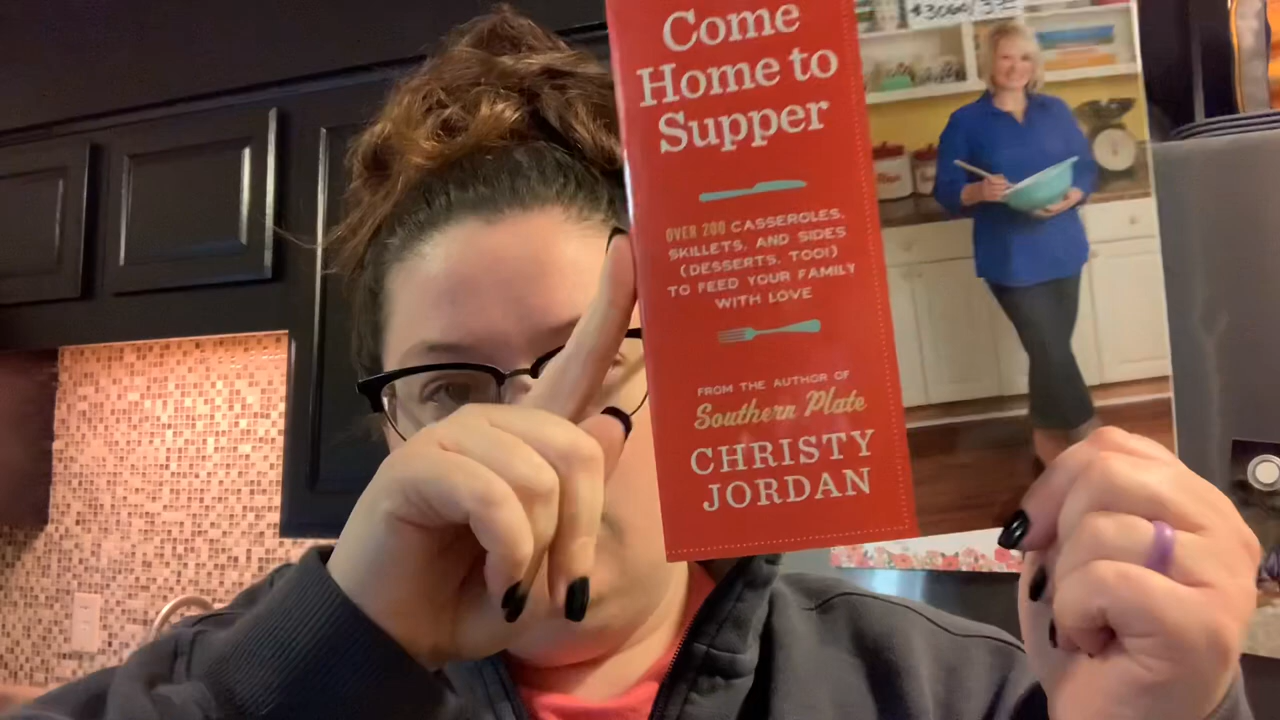 Come
Home to
Supper
OVER 200 CASSEROLES,
SKILLETS, AND SIDES
(DESSERTS, TOO!)
TO FEED YOUR FAMILY
WITH LOVE
FROM THE AUTHOR OF
Southern Plate
CHRISTY
JORDAN